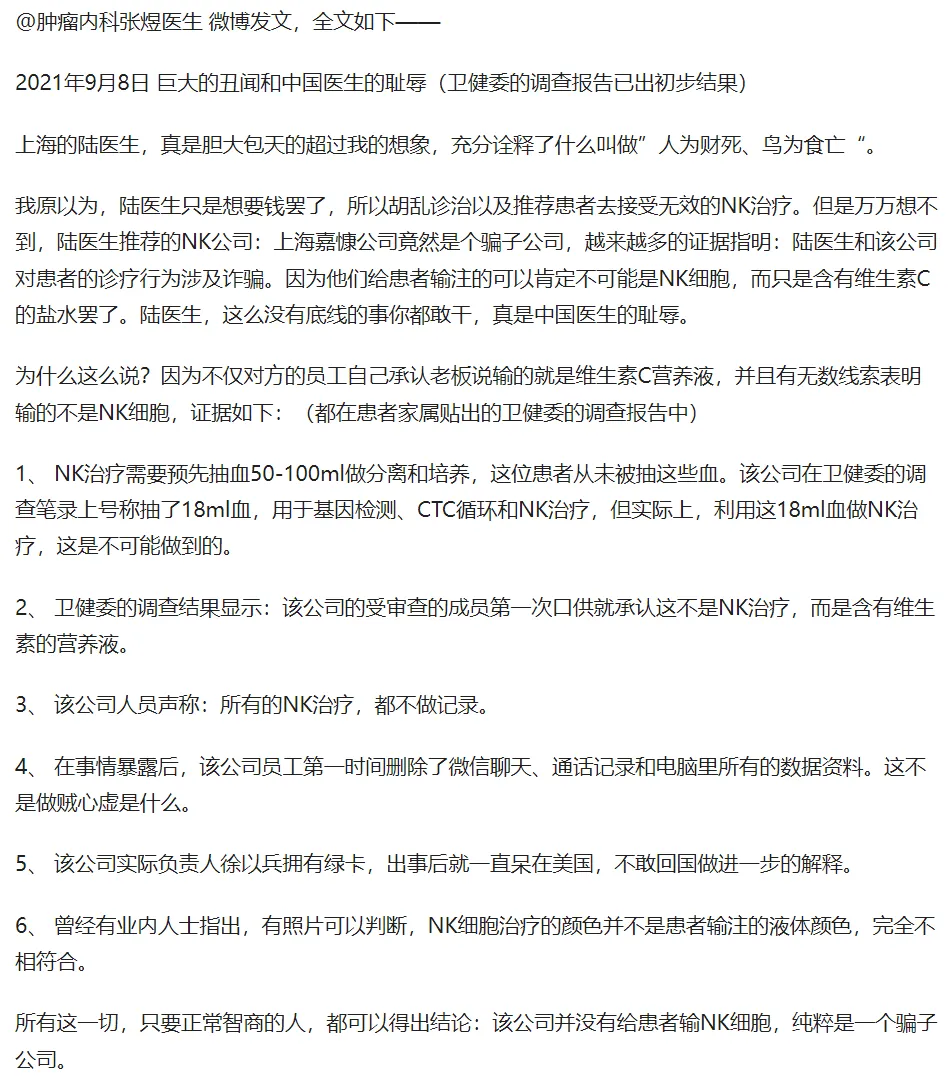 @肿瘤内科张煜医生 微博发文，全文如下——
2021年9月8日 巨大的丑闻和中国医生的耻辱（卫健委的调查报告已出初步结果）
上海的陆医生，真是胆大包天的超过我的想象，充分诠释了什么叫做”人为财死、鸟为食亡“。
我原以为，陆医生只是想要钱罢了，所以胡乱诊治以及推荐患者去接受无效的NK治疗。但是万万想不
到，陆医生推荐的NK公司：上海嘉慷公司竟然是个骗子公司，越来越多的证据指明：陆医生和该公司
对患者的诊疗行为涉及诈骗。因为他们给患者输注的可以肯定不可能是NK细胞，而只是含有维生素C
的盐水罢了。陆医生，这么没有底线的事你都敢干，真是中国医生的耻辱。
为什么这么说？因为不仅对方的员工自己承认老板说输的就是维生素C营养液，并且有无数线索表明
输的不是NK细胞，证据如下：（都在患者家属贴出的卫健委的调查报告中）
1、 NK治疗需要预先抽血50-100ml做分离和培养，这位患者从未被抽这些血。该公司在卫健委的调
查笔录上号称抽了18ml血，用于基因检测、CTC循环和NK治疗，但实际上，利用这18ml血做NK治
疗，这是不可能做到的。
2、 卫健委的调查结果显示：该公司的受审查的成员第一次口供就承认这不是NK治疗，而是含有维生
素的营养液。
3、 该公司人员声称：所有的NK治疗，都不做记录。
4、 在事情暴露后，该公司员工第一时间删除了微信聊天、通话记录和电脑里所有的数据资料。这不
是做贼心虚是什么。
5、 该公司实际负责人徐以兵拥有绿卡，出事后就一直呆在美国，不敢回国做进一步的解释。
6、 曾经有业内人士指出，有照片可以判断，NK细胞治疗的颜色并不是患者输注的液体颜色，完全不
相符合。
所有这一切，只要正常智商的人，都可以得出结论：该公司并没有给患者输NK细胞，纯粹是一个骗子
公司。